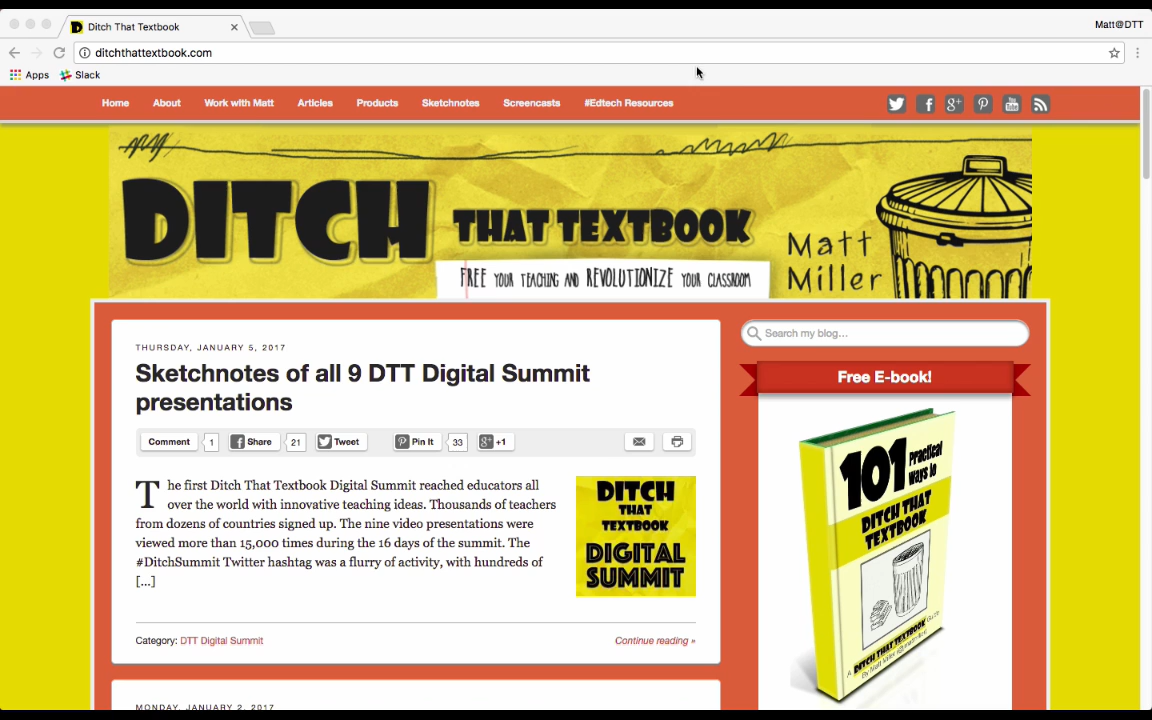 Ditch That Textbook
Matt@DTT
ditchthattextbook.com
Apps Slack
Home About Work with Matt Articles Products Sketchnotes Screencasts #Edtech Resources
DITCH THAT TEXTBOOK
Matt
Miller
FREE YOUR TEACHING AND REVOLUTIONIZE YOUR CLASSROOM
THURSDAY, JANUARY 5, 2017
Sketchnotes of all 9 DTT Digital Summit
presentations
Comment 1 Share 21 Tweet Pin It 33 +1
The first Ditch That Textbook Digital Summit reached educators all
over the world with innovative teaching ideas. Thousands of teachers
from dozens of countries signed up. The nine video presentations were
viewed more than 15,000 times during the 16 days of the summit. The
#DitchSummit Twitter hashtag was a flurry of activity, with hundreds of
[...]
DITCH
THAT
TEXTBOOK
DIGITAL
SUMMIT
Category: DTT Digital Summit
Continue reading »
MONDAY, JANUARY 2, 2017
Search my blog...
Free E-book!
101 Practical
Ways to
DITCH THAT
TEXTBOOK
A DITCH THAT TEXTBOOK Guide